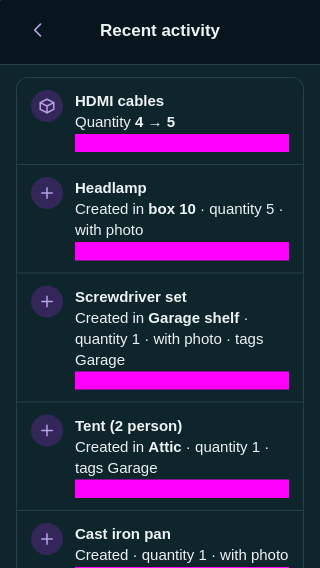 Recent activity
HDMI cables
Quantity 4 → 5
Headlamp
Created in box 10 · quantity 5 ·
with photo
Screwdriver set
Created in Garage shelf ·
quantity 1 · with photo · tags
Garage
Tent (2 person)
Created in Attic · quantity 1 ·
tags Garage
Cast iron pan
Created · quantity 1 · with photo